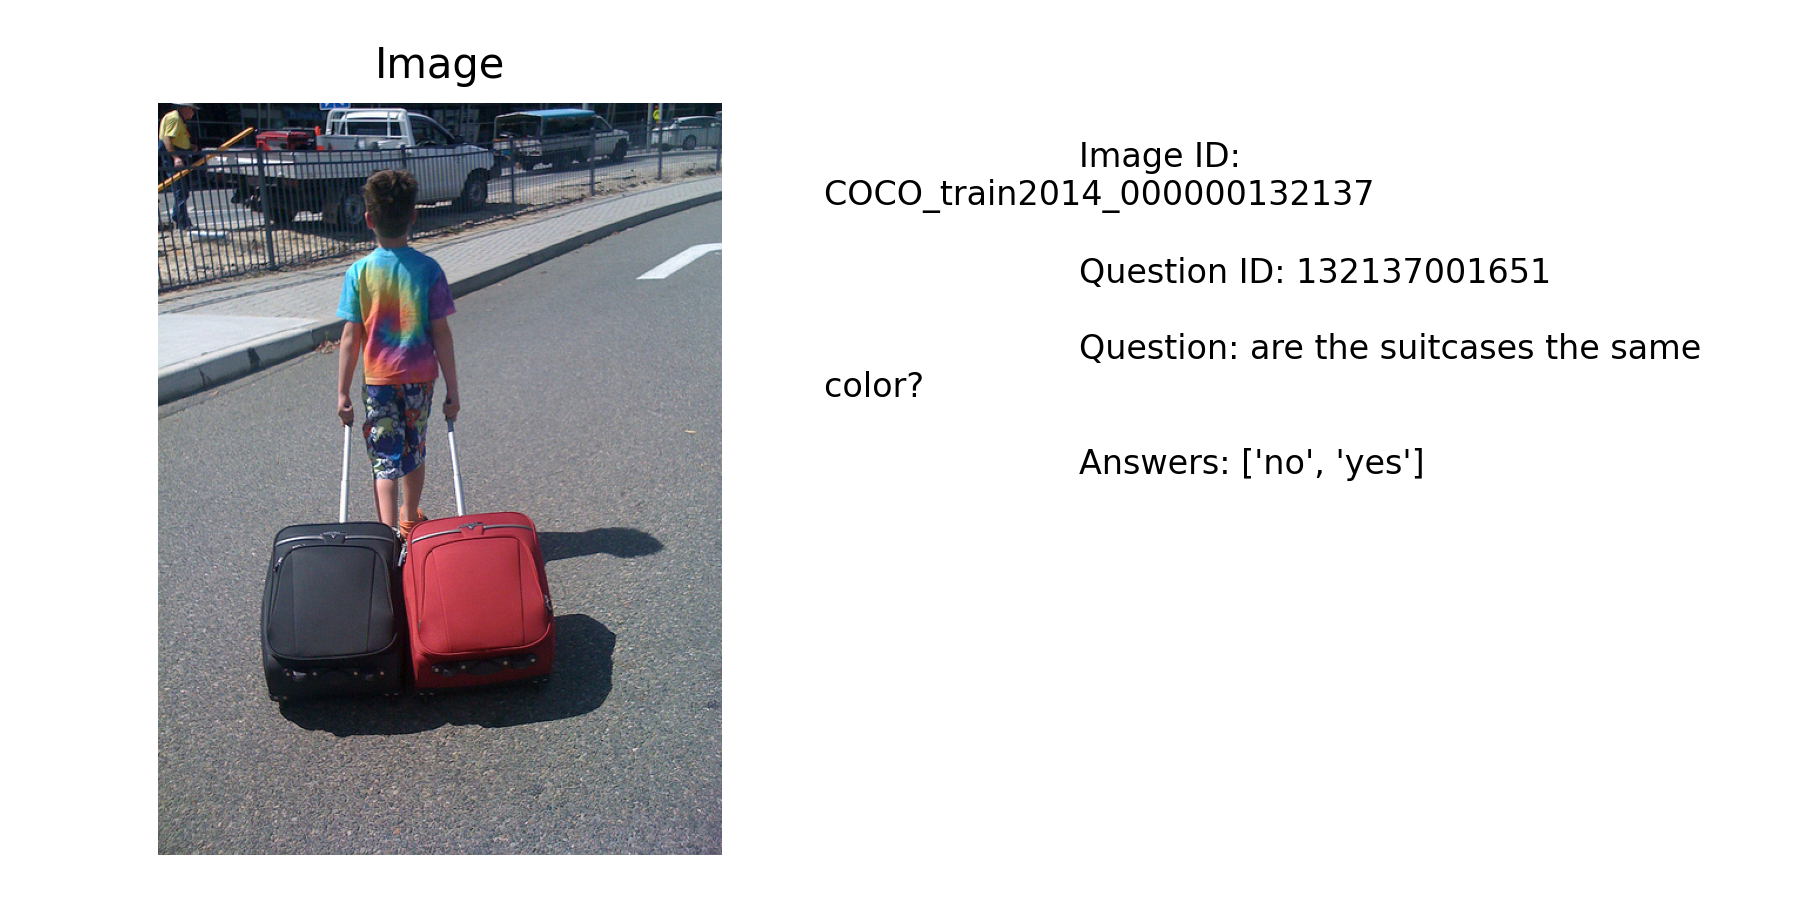 Image
Image ID:
COCO_train2014_000000132137
Question ID: 132137001651
Question: are the suitcases the same
color?
Answers: ['no', 'yes']